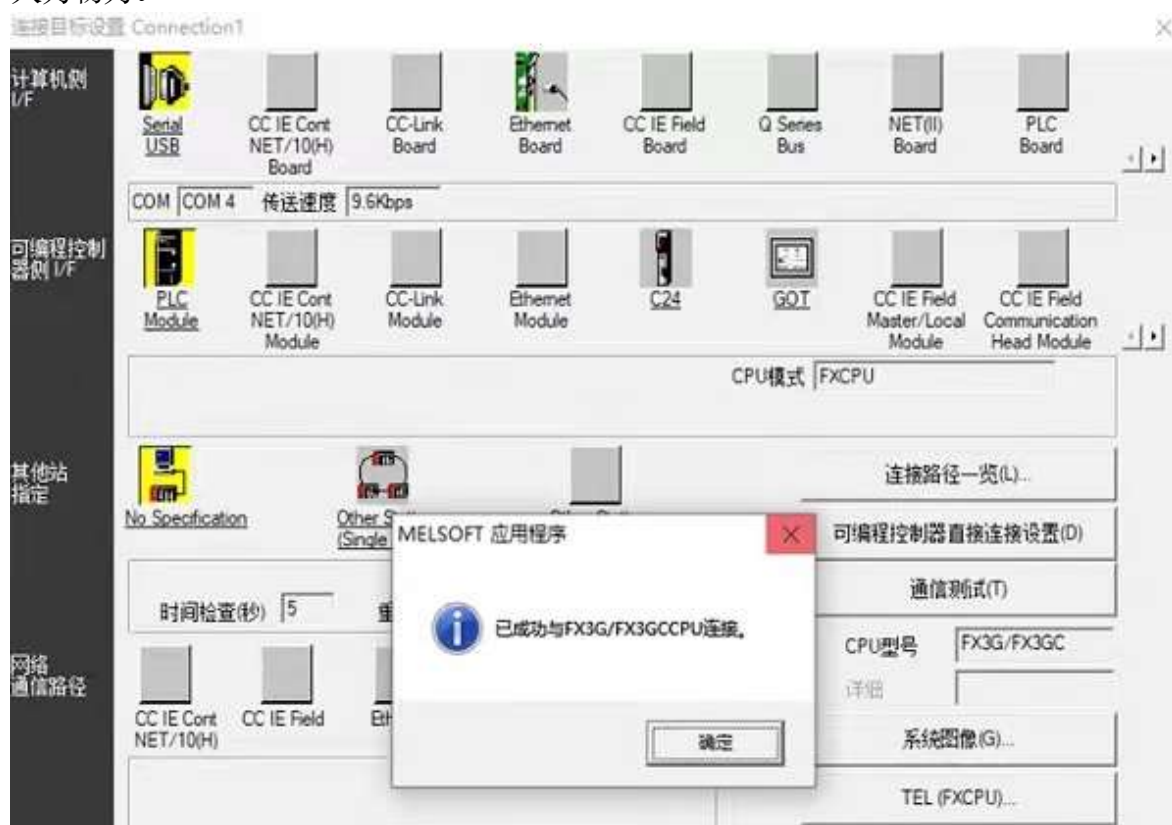 连接目标设置 Connection1
计算机侧
I/F
Serial
USB
CC IE Cont
NET/10(H)
Board
CC-Link
Board
Ethernet
Board
CC IE Field
Board
Q Series
Bus
NET(II)
Board
PLC
Board
COM COM 4 传送速度 9.6Kbps
可编程控制
器侧 I/F
PLC
Module
CC IE Cont
NET/10(H)
Module
CC-Link
Module
Ethernet
Module
C24
GOT
CC IE Field
Master/Local
Module
CC IE Field
Communication
Head Module
CPU模式 FXCPU
其他站
指定
No Specification
Other
(Single
连接路径一览(L)...
可编程控制器直接连接设置(D)
通信测试(T)
MELSOFT 应用程序
已成功与FX3G/FX3GCCPU连接。
确定
时间检查(秒) 5
CPU型号 FX3G/FX3GC
详细
网络
通信路径
CC IE Cont
NET/10(H)
CC IE Field
系统图像(G)...
TEL (FXCPU)...